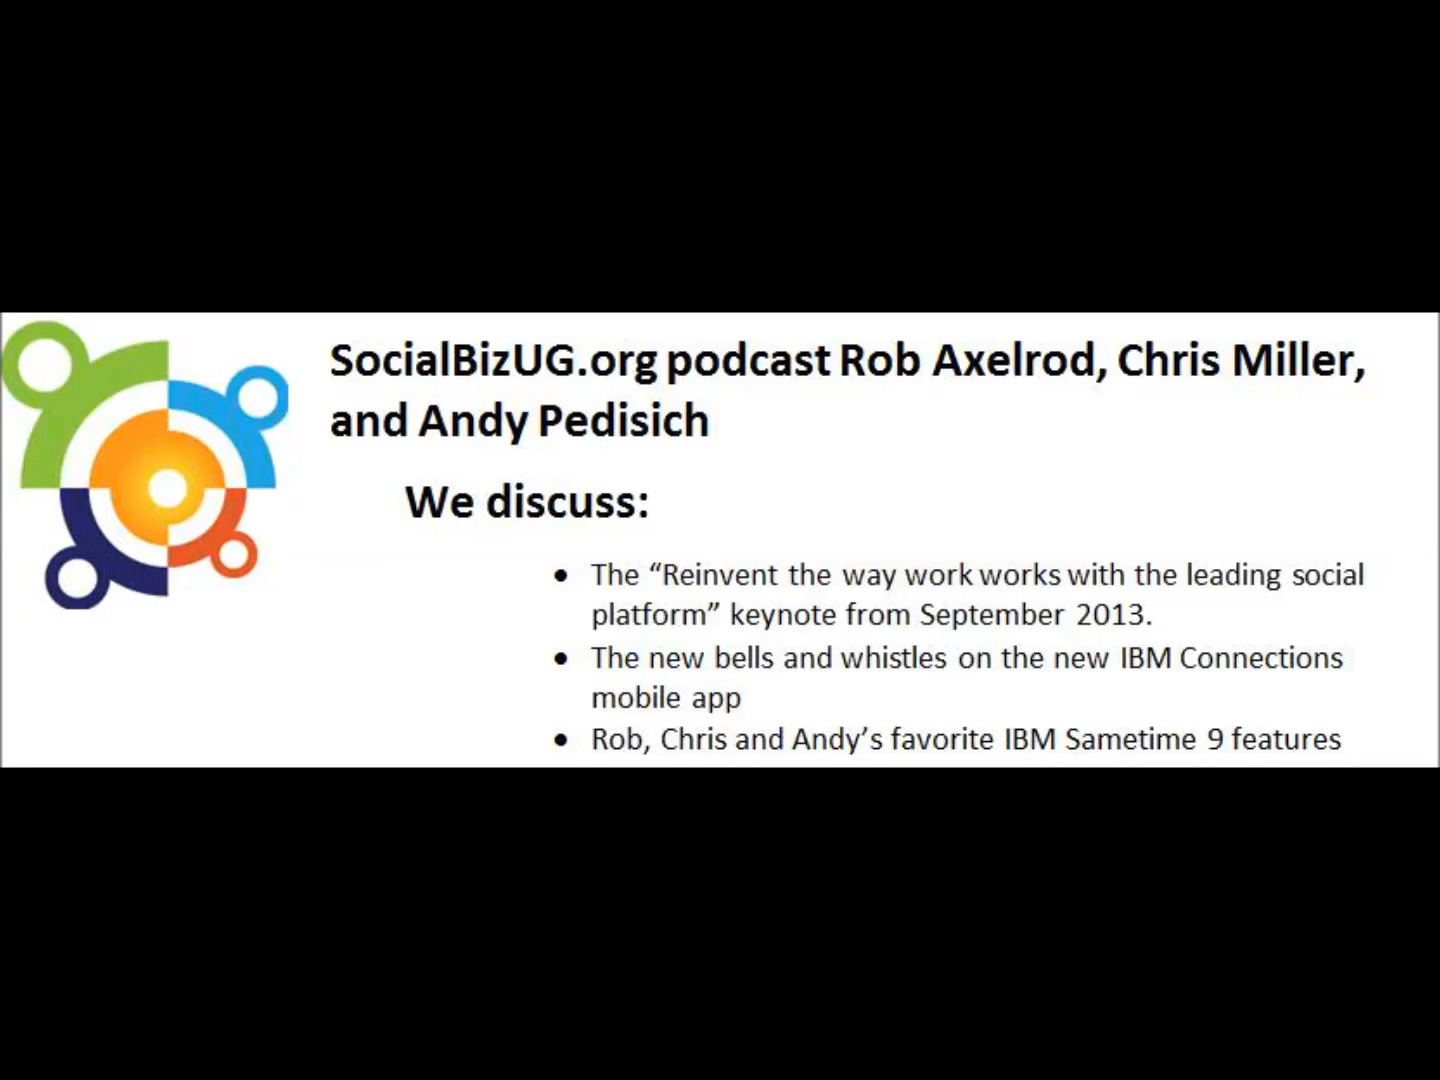 SocialBizUG.org podcast Rob Axelrod, Chris Miller,
and Andy Pedisich
We discuss:
• The “Reinvent the way work works with the leading social
platform” keynote from September 2013.
• The new bells and whistles on the new IBM Connections
mobile app
• Rob, Chris and Andy’s favorite IBM Sametime 9 features